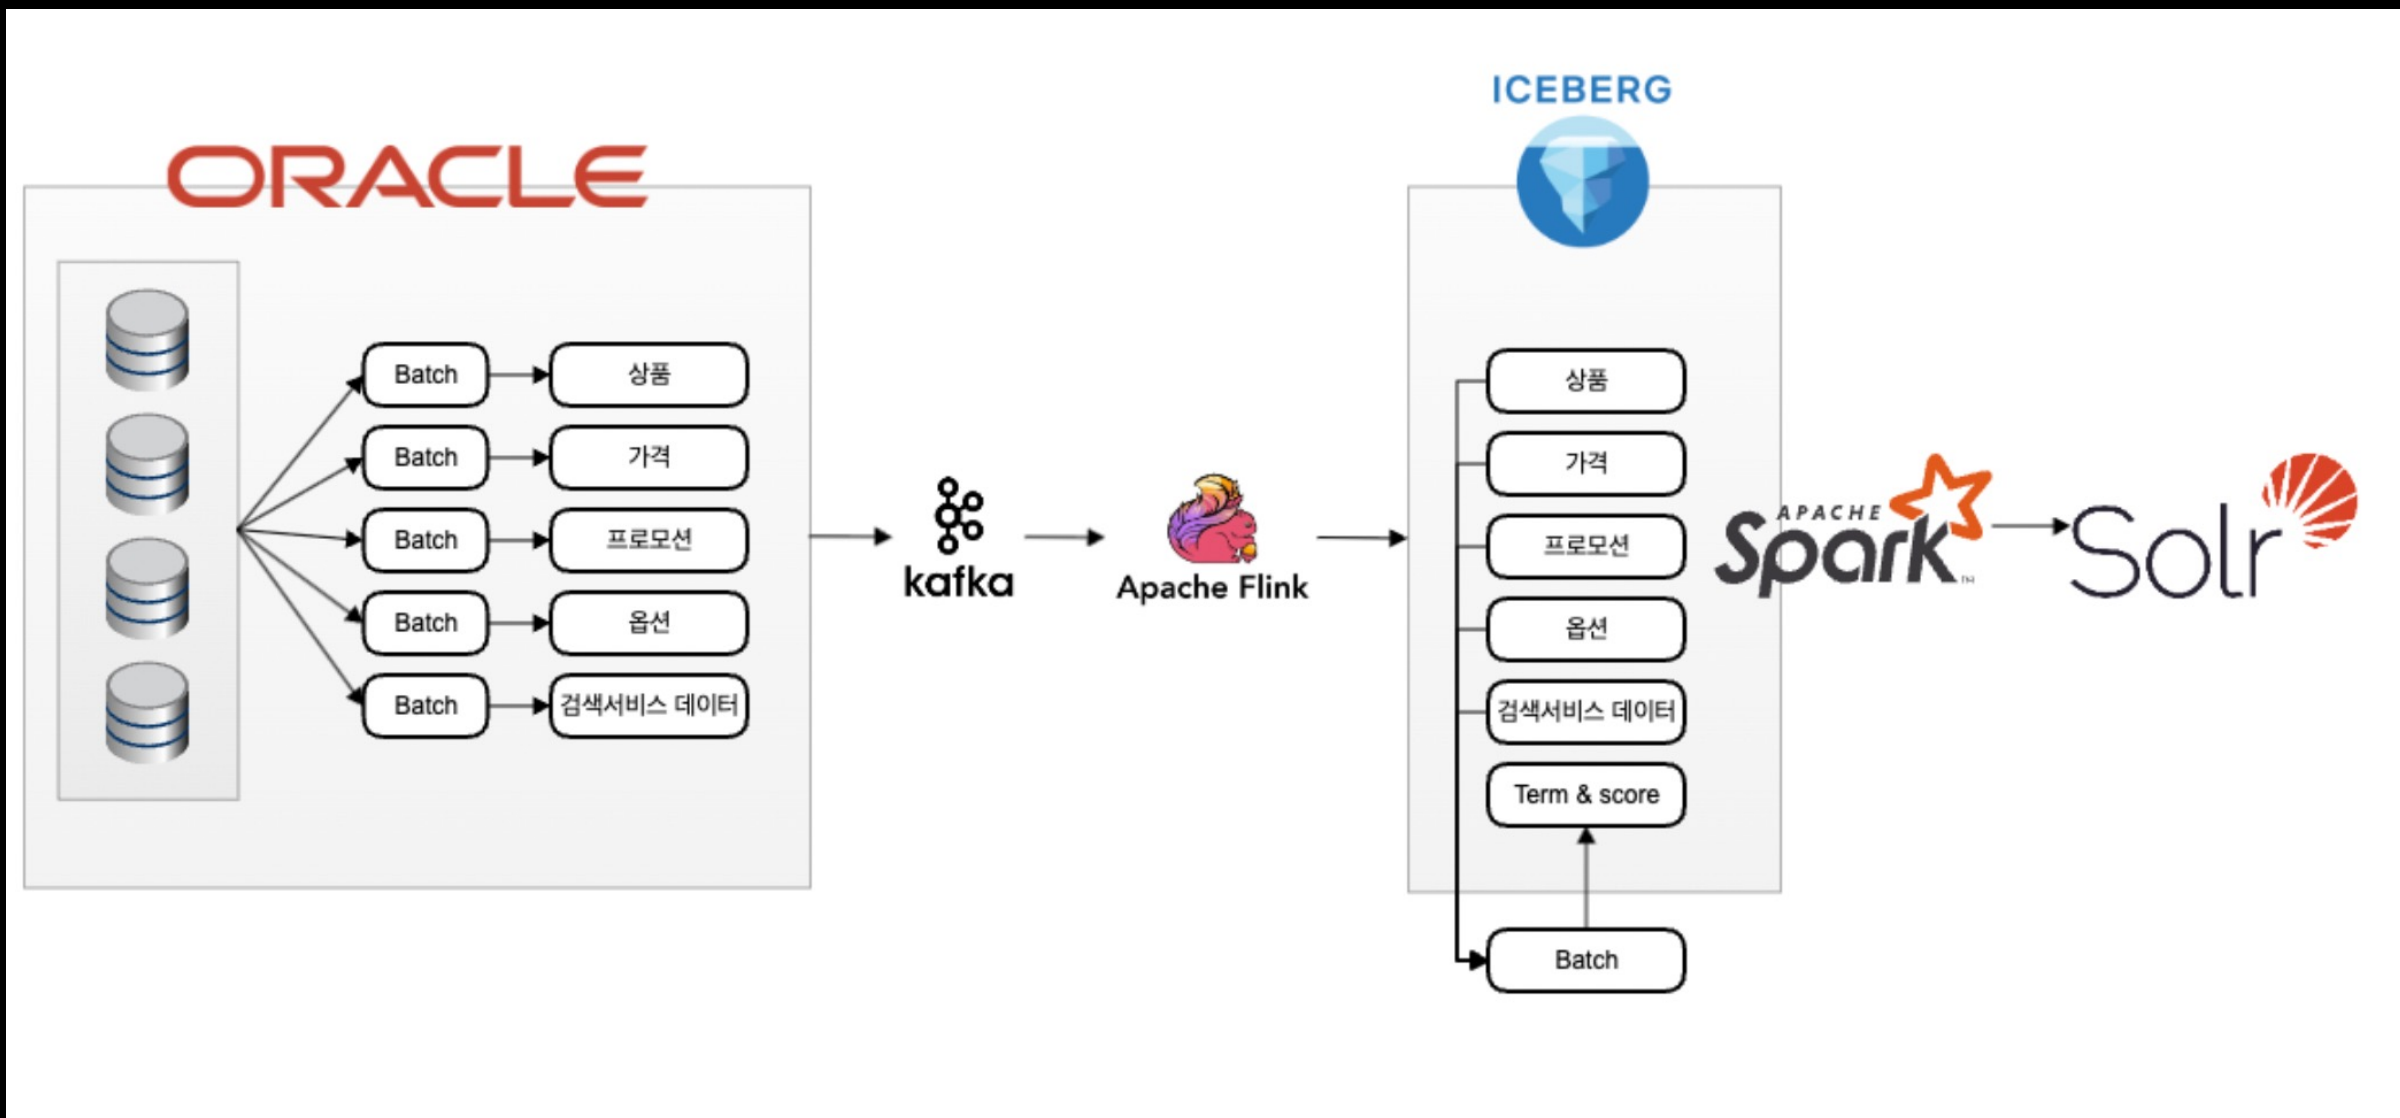 ORACLE
Batch
상품
Batch
가격
Batch
프로모션
Batch
옵션
Batch
검색서비스 데이터
kafka
Apache Flink
ICEBERG
상품
가격
프로모션
옵션
검색서비스 데이터
Term & score
Batch
APACHE
Spark™
Solr